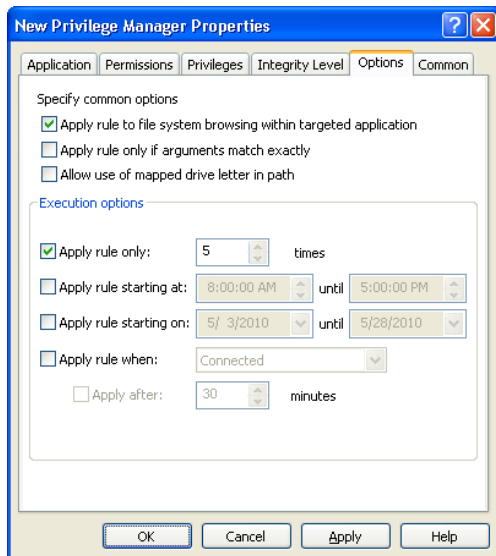 New Privilege Manager Properties
Application Permissions Privileges Integrity Level Options Common
Specify common options
Apply rule to file system browsing within targeted application
Apply rule only if arguments match exactly
Allow use of mapped drive letter in path
Execution options
Apply rule only: 5 times
Apply rule starting at: 8:00:00 AM until 5:00:00 PM
Apply rule starting on: 5/ 3/2010 until 5/28/2010
Apply rule when: Connected
Apply after: 30 minutes
OK Cancel Apply Help